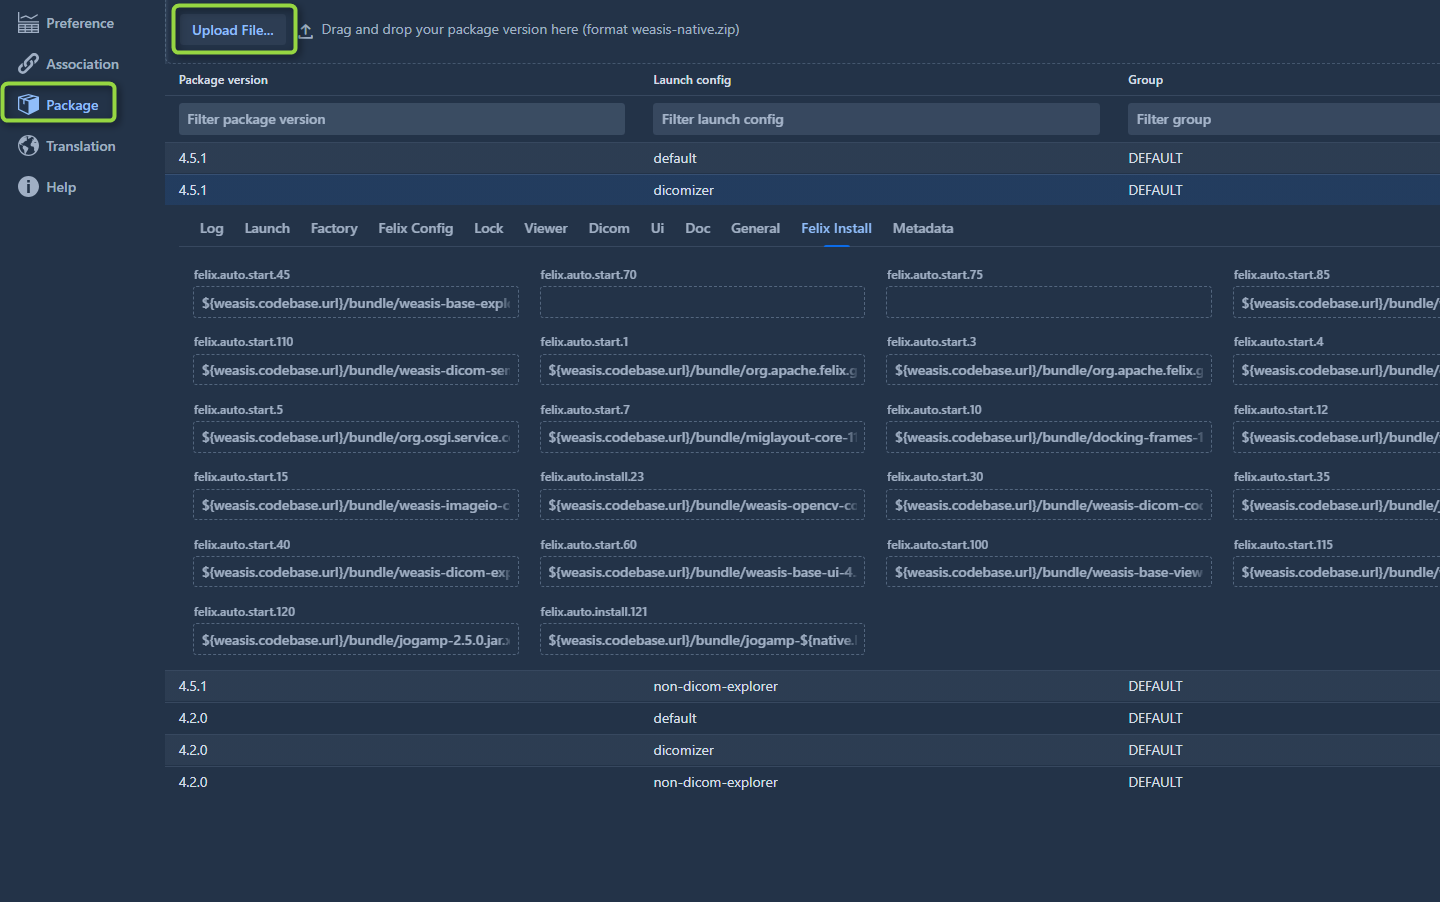 Preference
Association
Package
Translation
Help
Upload File...
Drag and drop your package version here (format weasis-native.zip)
Package version Launch config Group
Filter package version Filter launch config Filter group
4.5.1 default DEFAULT
4.5.1 dicomizer DEFAULT
Log Launch Factory Felix Config Lock Viewer Dicom Ui Doc General Felix Install Metadata
felix.auto.start.45 felix.auto.start.70 felix.auto.start.75 felix.auto.start.85
${weasis.codebase.url}/bundle/weasis-base-expl ${weasis.codebase.url}/bundle/
felix.auto.start.110 felix.auto.start.1 felix.auto.start.3 felix.auto.start.4
${weasis.codebase.url}/bundle/weasis-dicom-ser ${weasis.codebase.url}/bundle/org.apache.felix.g ${weasis.codebase.url}/bundle/org.apache.felix.g ${weasis.codebase.url}/bundle/
felix.auto.start.5 felix.auto.start.7 felix.auto.start.10 felix.auto.start.12
${weasis.codebase.url}/bundle/org.osgi.service.c ${weasis.codebase.url}/bundle/miglayout-core-11 ${weasis.codebase.url}/bundle/docking-frames-1 ${weasis.codebase.url}/bundle/
felix.auto.start.15 felix.auto.install.23 felix.auto.start.30 felix.auto.start.35
${weasis.codebase.url}/bundle/weasis-imageio-c ${weasis.codebase.url}/bundle/weasis-opencv-co ${weasis.codebase.url}/bundle/weasis-dicom-coc ${weasis.codebase.url}/bundle/j
felix.auto.start.40 felix.auto.start.60 felix.auto.start.100 felix.auto.start.115
${weasis.codebase.url}/bundle/weasis-dicom-exp ${weasis.codebase.url}/bundle/weasis-base-ui-4. ${weasis.codebase.url}/bundle/weasis-base-view ${weasis.codebase.url}/bundle/
felix.auto.start.120 felix.auto.install.121
${weasis.codebase.url}/bundle/jogamp-2.5.0.jar.x ${weasis.codebase.url}/bundle/jogamp-${native.l
4.5.1 non-dicom-explorer DEFAULT
4.2.0 default DEFAULT
4.2.0 dicomizer DEFAULT
4.2.0 non-dicom-explorer DEFAULT